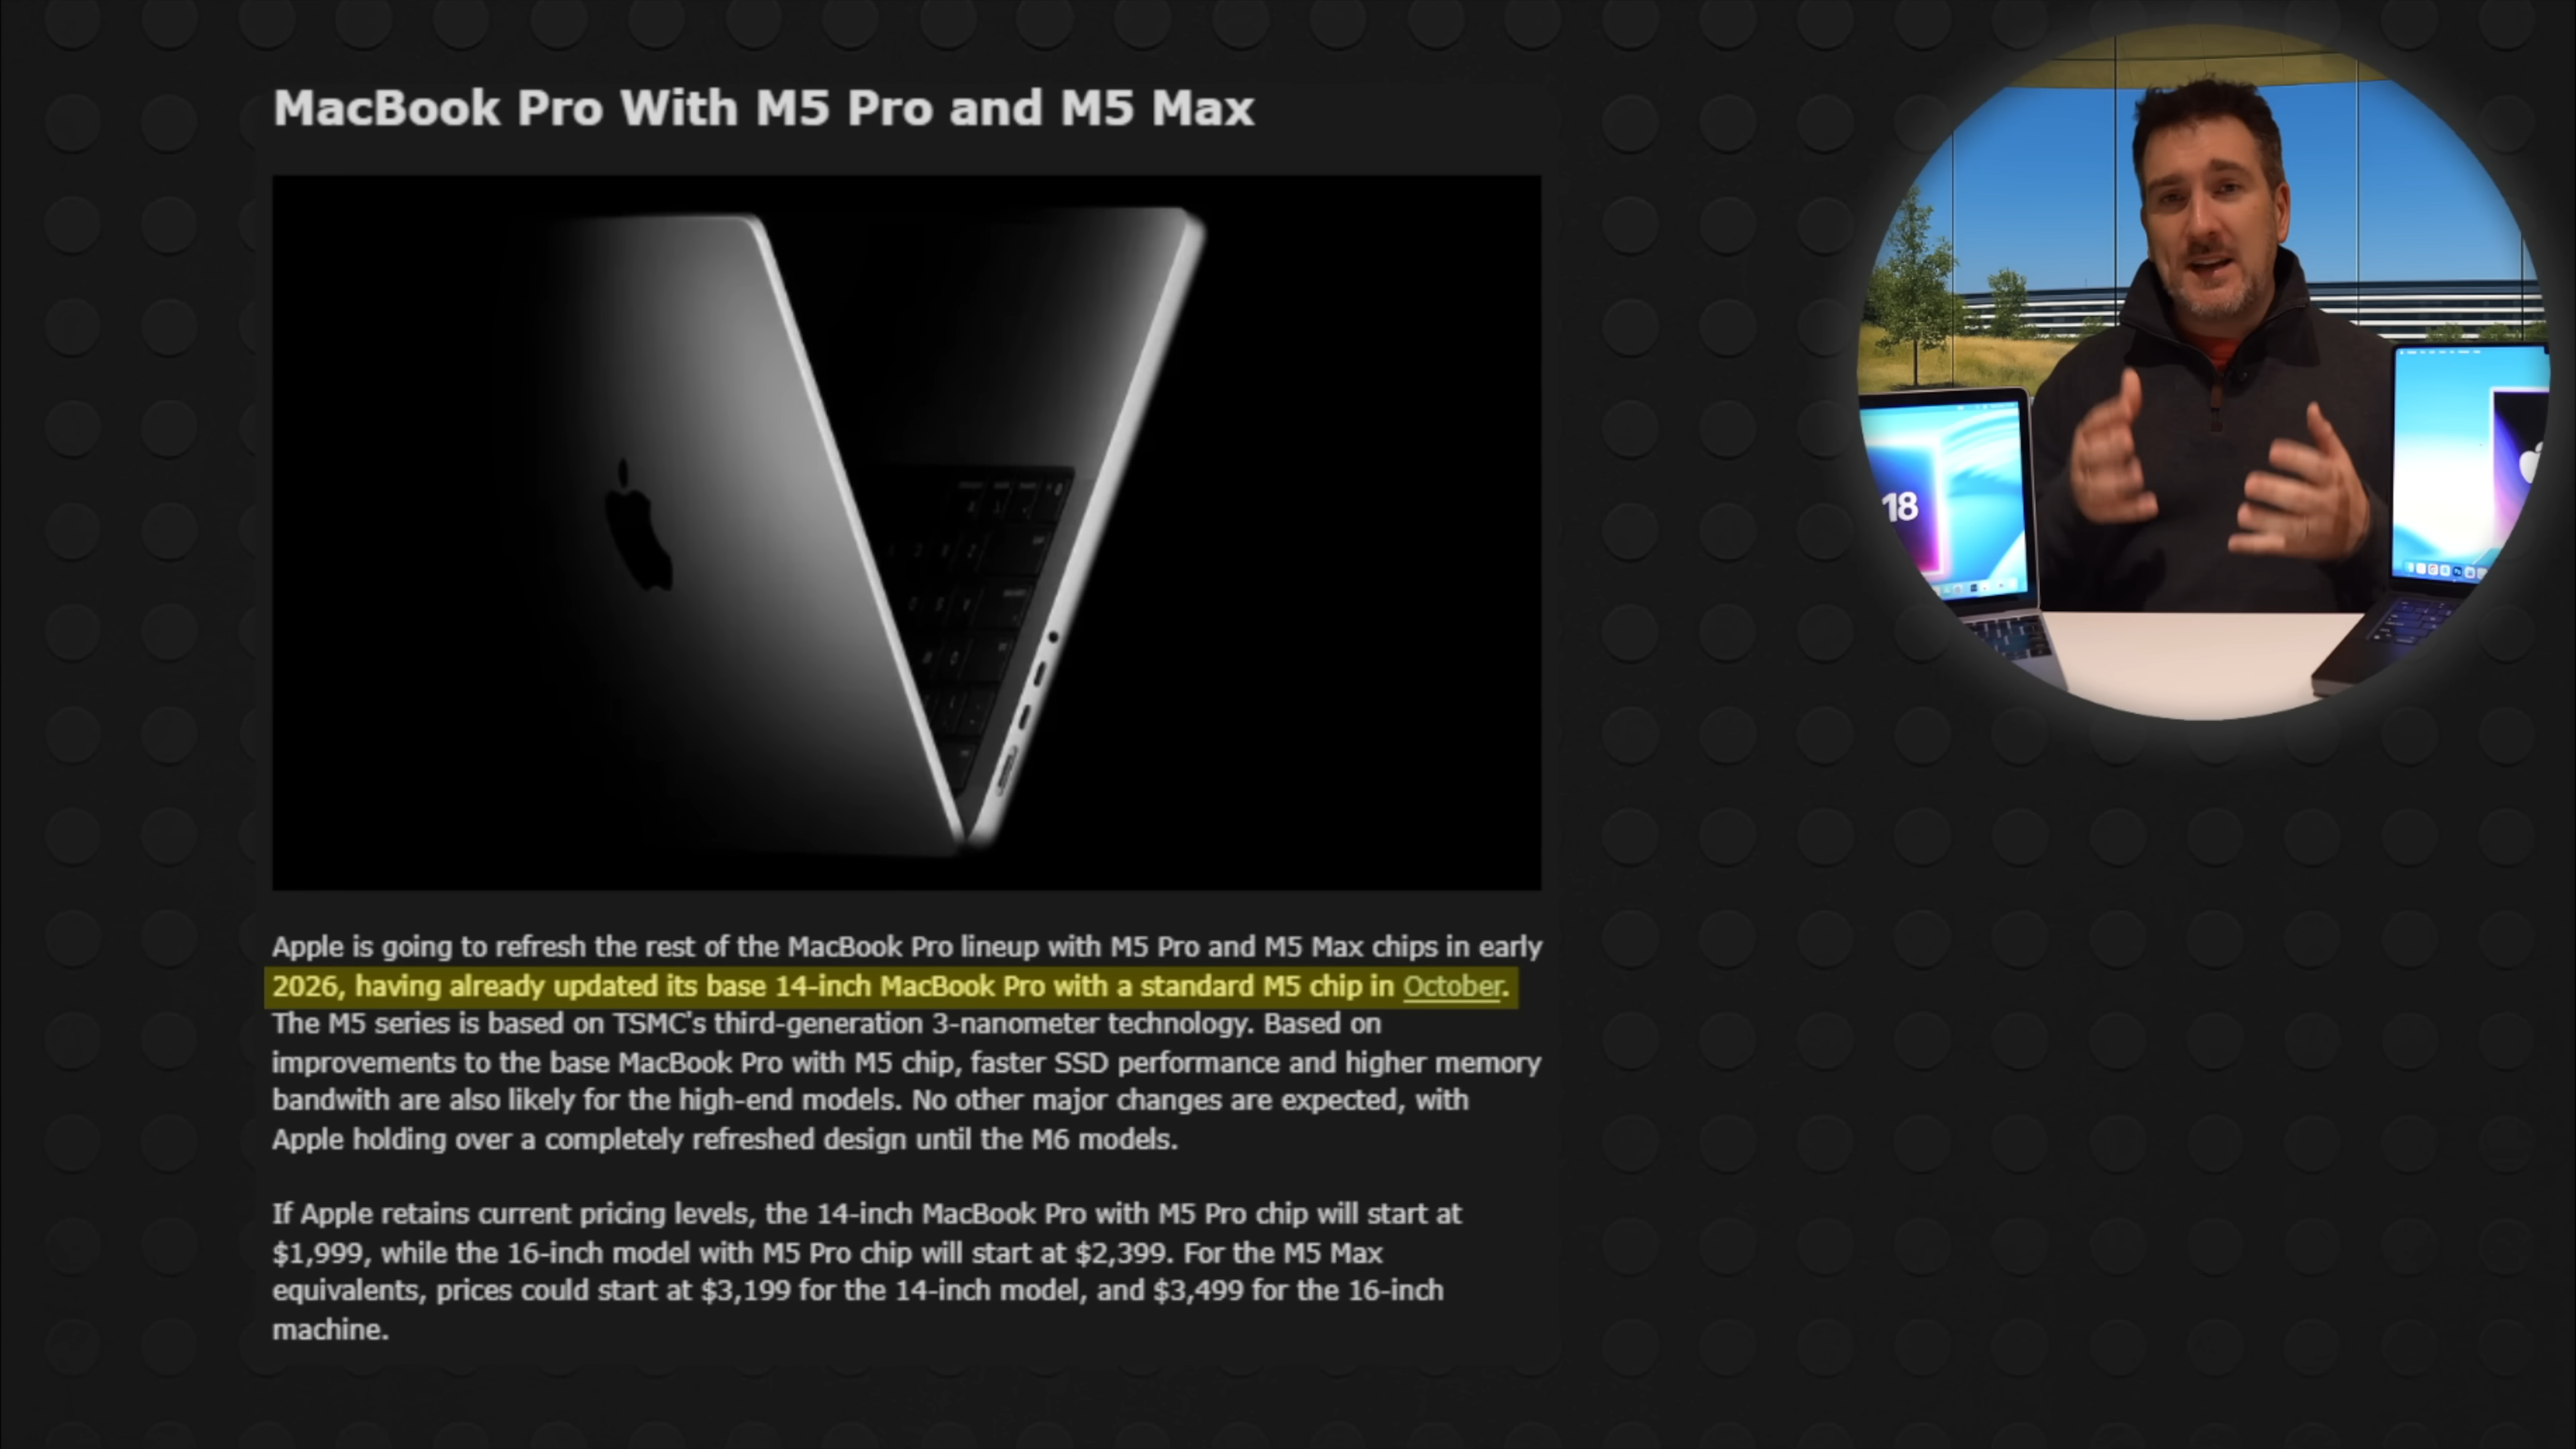 MacBook Pro With M5 Pro and M5 Max
18
Apple is going to refresh the rest of the MacBook Pro lineup with M5 Pro and M5 Max chips in early
2026, having already updated its base 14-inch MacBook Pro with a standard M5 chip in October.
The M5 series is based on TSMC's third-generation 3-nanometer technology. Based on
improvements to the base MacBook Pro with M5 chip, faster SSD performance and higher memory
bandwith are also likely for the high-end models. No other major changes are expected, with
Apple holding over a completely refreshed design until the M6 models.
If Apple retains current pricing levels, the 14-inch MacBook Pro with M5 Pro chip will start at
$1,999, while the 16-inch model with M5 Pro chip will start at $2,399. For the M5 Max
equivalents, prices could start at $3,199 for the 14-inch model, and $3,499 for the 16-inch
machine.